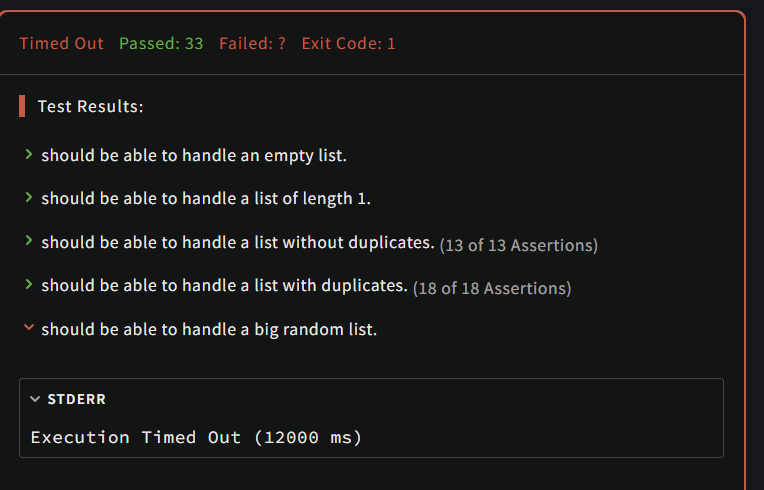 Timed Out Passed: 33 Failed: ? Exit Code: 1
Test Results:
should be able to handle an empty list.
should be able to handle a list of length 1.
should be able to handle a list without duplicates. (13 of 13 Assertions)
should be able to handle a list with duplicates. (18 of 18 Assertions)
should be able to handle a big random list.
STDERR
Execution Timed Out (12000 ms)